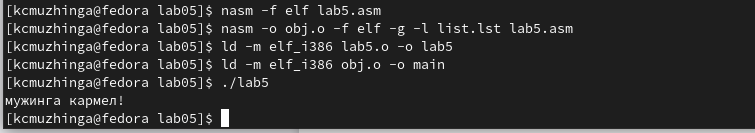 [kcmuzhinga@fedora lab05]$ nasm -f elf lab5.asm
[kcmuzhinga@fedora lab05]$ nasm -o obj.o -f elf -g -l list.lst lab5.asm
[kcmuzhinga@fedora lab05]$ ld -m elf_i386 lab5.o -o lab5
[kcmuzhinga@fedora lab05]$ ld -m elf_i386 obj.o -o main
[kcmuzhinga@fedora lab05]$ ./lab5
мужинга кармел!
[kcmuzhinga@fedora lab05]$